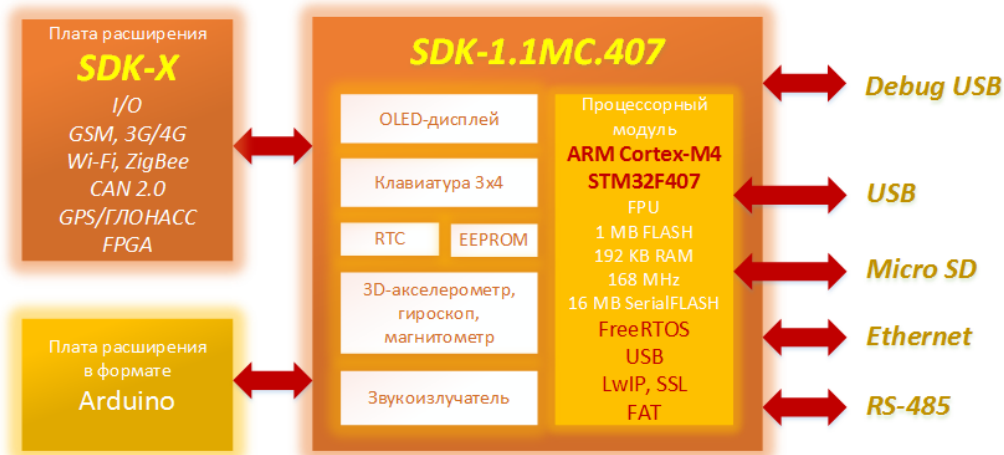 Плата расширения
SDK-X
I/O
GSM, 3G/4G
Wi-Fi, ZigBee
CAN 2.0
GPS/ГЛОНАСС
FPGA
Плата расширения
в формате
Arduino
SDK-1.1MC.407
OLED-дисплей
Клавиатура 3x4
RTC
EEPROM
3D-акселерометр,
гироскоп,
магнитометр
Звукоизлучатель
Процессорный
модуль
ARM Cortex-M4
STM32F407
FPU
1 MB FLASH
192 KB RAM
168 MHz
16 MB SerialFLASH
FreeRTOS
USB
LwIP, SSL
FAT
Debug USB
USB
Micro SD
Ethernet
RS-485